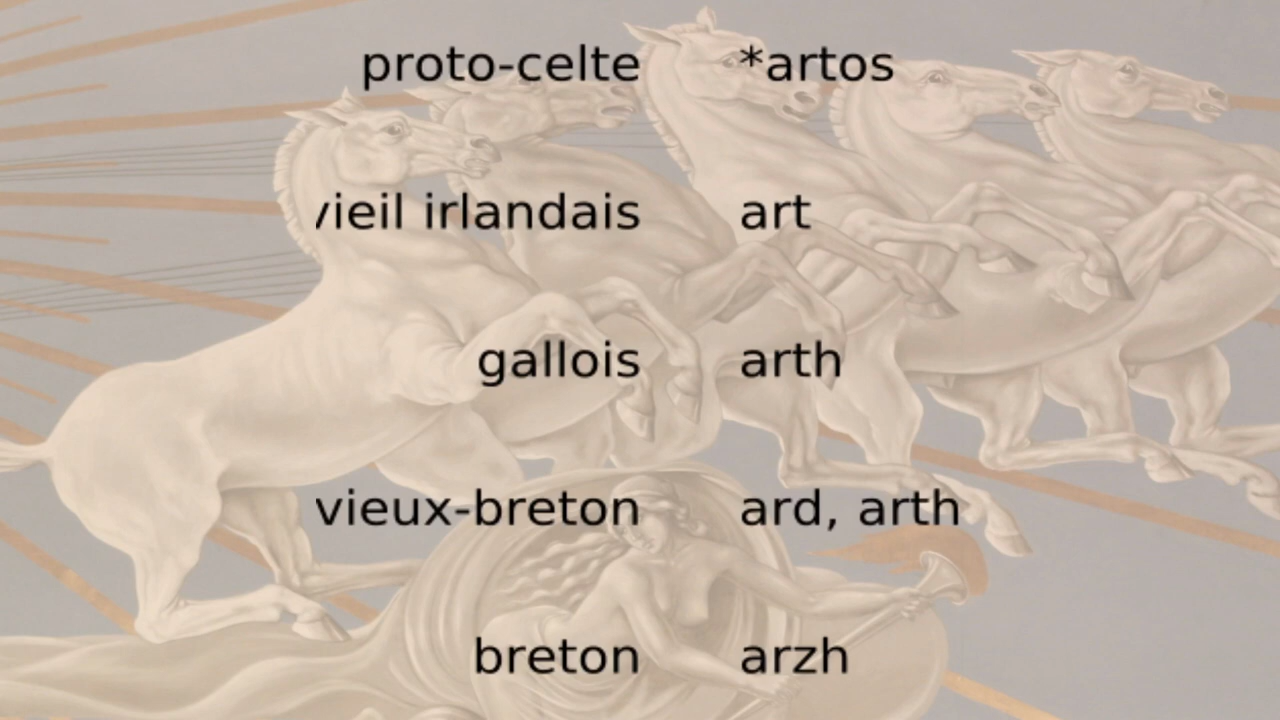 proto-celte *artos
vieil irlandais art
gallois arth
vieux-breton ard, arth
breton arzh